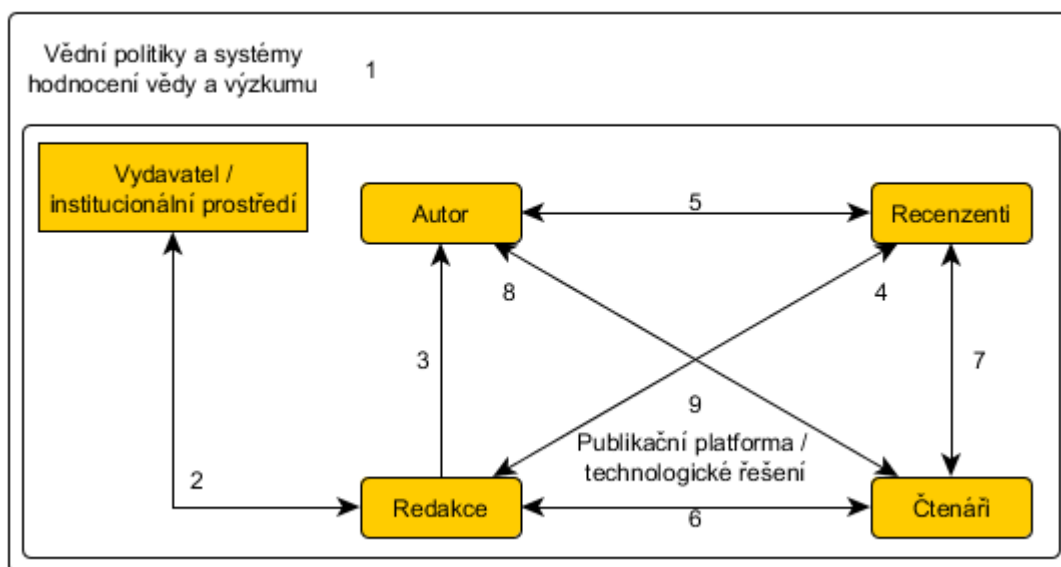 Vědní politiky a systémy
hodnocení vědy a výzkumu
1
Vydavatel /
institucionální prostředí
Autor
5
Recenzenti
8
4
3
7
9
Publikační platforma /
technologické řešení
2
Redakce
6
Čtenáři